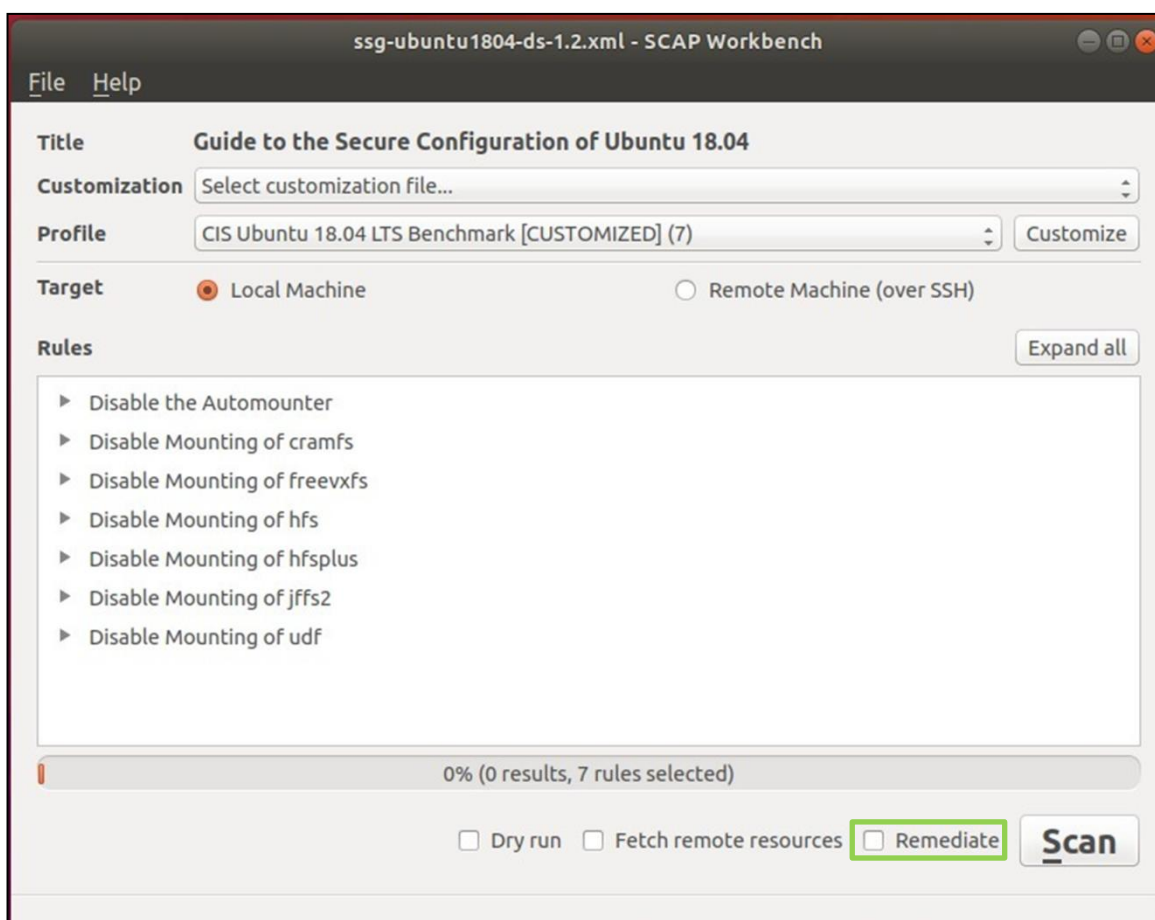 ssg-ubuntu1804-ds-1.2.xml - SCAP Workbench
File Help
Title Guide to the Secure Configuration of Ubuntu 18.04
Customization Select customization file...
Profile CIS Ubuntu 18.04 LTS Benchmark [CUSTOMIZED] (7) Customize
Target Local Machine Remote Machine (over SSH)
Rules Expand all
Disable the Automounter
Disable Mounting of cramfs
Disable Mounting of freevxfs
Disable Mounting of hfs
Disable Mounting of hfsplus
Disable Mounting of jffs2
Disable Mounting of udf
0% (0 results, 7 rules selected)
Dry run Fetch remote resources Remediate Scan